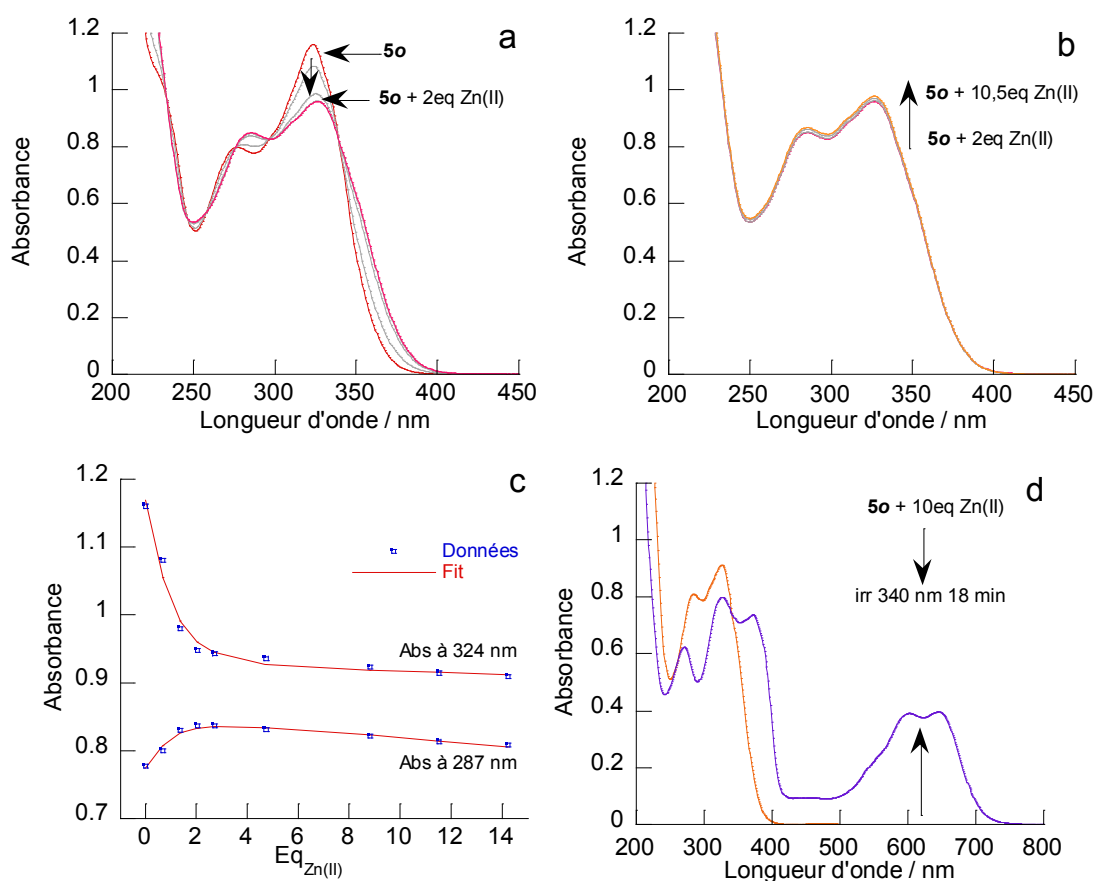 a
1.2
1
0.8
0.6
0.4
0.2
0
Absorbance
5o
5o + 2eq Zn(II)
200 250 300 350 400 450
Longueur d'onde / nm
b
1.2
1
0.8
0.6
0.4
0.2
0
Absorbance
5o + 10,5eq Zn(II)
5o + 2eq Zn(II)
200 250 300 350 400 450
Longueur d'onde / nm
c
1.2
1.1
1
0.9
0.8
0.7
Absorbance
Données
Fit
Abs à 324 nm
Abs à 287 nm
0 2 4 6 8 10 12 14
EqZn(II)
d
1.2
1
0.8
0.6
0.4
0.2
0
Absorbance
5o + 10eq Zn(II)
irr 340 nm 18 min
200 300 400 500 600 700 800
Longueur d'onde / nm